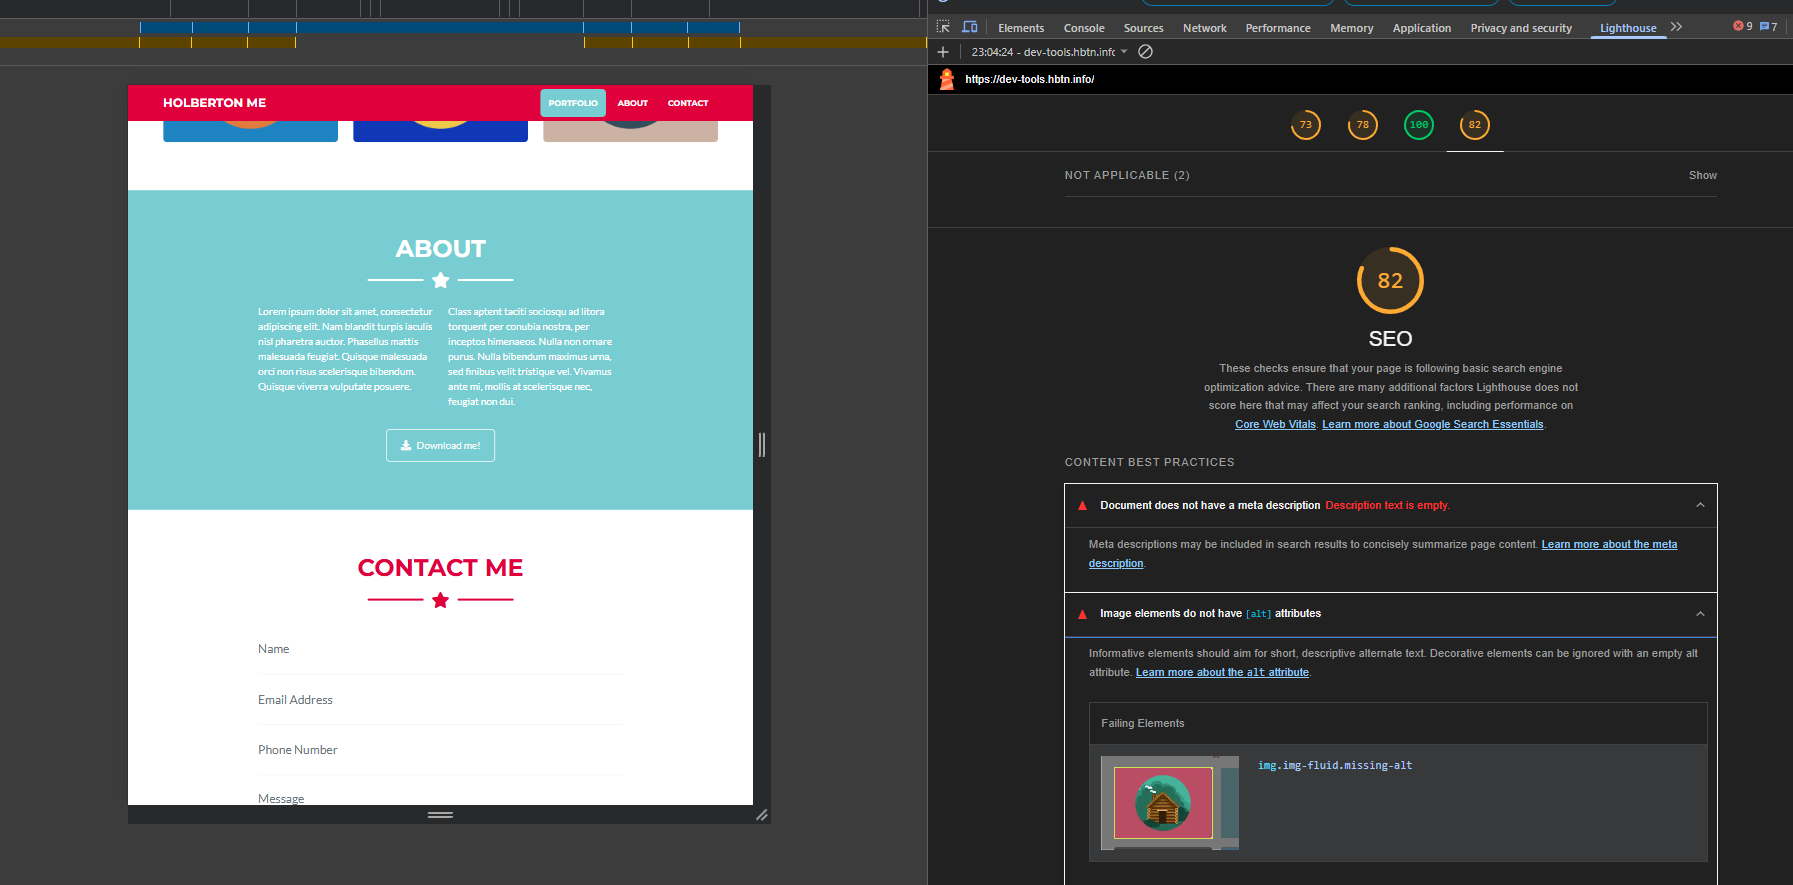 Elements Console Sources Network Performance Memory Application Privacy and security Lighthouse 9 7
23:04:24 - dev-tools.hbtn.info
https://dev-tools.hbtn.info/
73 78 100 82
NOT APPLICABLE (2) Show
82
SEO
These checks ensure that your page is following basic search engine
optimization advice. There are many additional factors Lighthouse does not
score here that may affect your search ranking, including performance on
Core Web Vitals. Learn more about Google Search Essentials.
CONTENT BEST PRACTICES
Document does not have a meta description Description text is empty.
Meta descriptions may be included in search results to concisely summarize page content. Learn more about the meta
description.
Image elements do not have [alt] attributes
Informative elements should aim for short, descriptive alternate text. Decorative elements can be ignored with an empty alt
attribute. Learn more about the alt attribute.
Failing Elements
img.img-fluid.missing-alt
HOLBERTON ME PORTFOLIO ABOUT CONTACT
ABOUT
Lorem ipsum dolor sit amet, consectetur
adipiscing elit. Nam blandit turpis iaculis
nisl pharetra auctor. Phasellus mattis
malesuada feugiat. Quisque malesuada
orci non risus scelerisque bibendum.
Quisque viverra vulputate posuere.
Class aptent taciti sociosqu ad litora
torquent per conubia nostra, per
inceptos himenaeos. Nulla non ornare
purus. Nulla bibendum maximus urna,
sed finibus velit tristique vel. Vivamus
ante mi, mollis at scelerisque nec,
feugiat non dui.
Download me!
CONTACT ME
Name
Email Address
Phone Number
Message